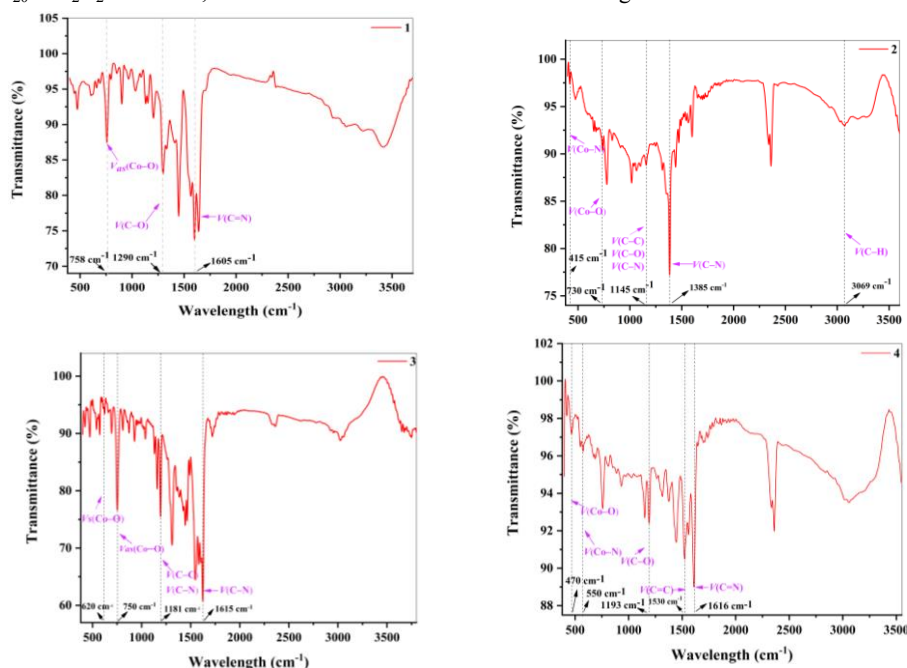 105
100
95
90
85
80
75
70
Transmittance (%)
1
Vas(Co–O)
V(C–O)
V(C=N)
758 cm⁻¹
1290 cm⁻¹
1605 cm⁻¹
500 1000 1500 2000 2500 3000 3500
Wavelength (cm⁻¹)
100
95
90
85
80
75
Transmittance (%)
2
V(Co–N)
V(Co–O)
V(C–C)
V(C–O)
V(C–N)
V(C–N)
V(C–H)
415 cm⁻¹
730 cm⁻¹
1145 cm⁻¹
1385 cm⁻¹
3069 cm⁻¹
500 1000 1500 2000 2500 3000 3500
Wavelength (cm⁻¹)
100
90
80
70
60
Transmittance (%)
3
Vs(Co–O)
Vas(Co–O)
V(C–N)
V(C–N)
620 cm⁻¹
750 cm⁻¹
1181 cm⁻¹
1615 cm⁻¹
500 1000 1500 2000 2500 3000 3500
Wavelength (cm⁻¹)
102
100
98
96
94
92
90
88
Transmittance (%)
4
V(Co–O)
V(Co–N)
V(C–O)
V(C=C)
V(C=N)
470 cm⁻¹
550 cm⁻¹
1193 cm⁻¹
1530 cm⁻¹
1616 cm⁻¹
500 1000 1500 2000 2500 3000 3500
Wavelength (cm⁻¹)